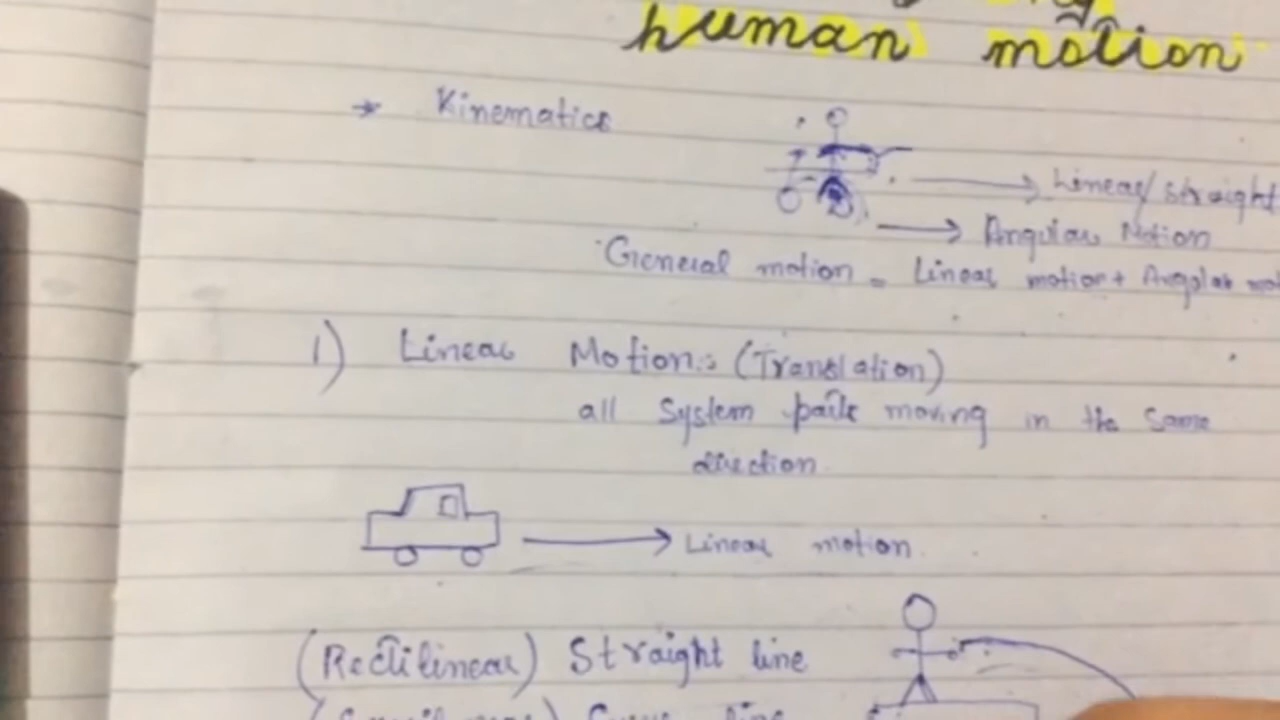 human motion
Kinematics
Linear/straight
Angular Motion
General motion = Linear motion + Angular
1) Linear Motion: (Translation)
all System parts moving in the same
direction
Linear motion
(Rectilinear) Straight line